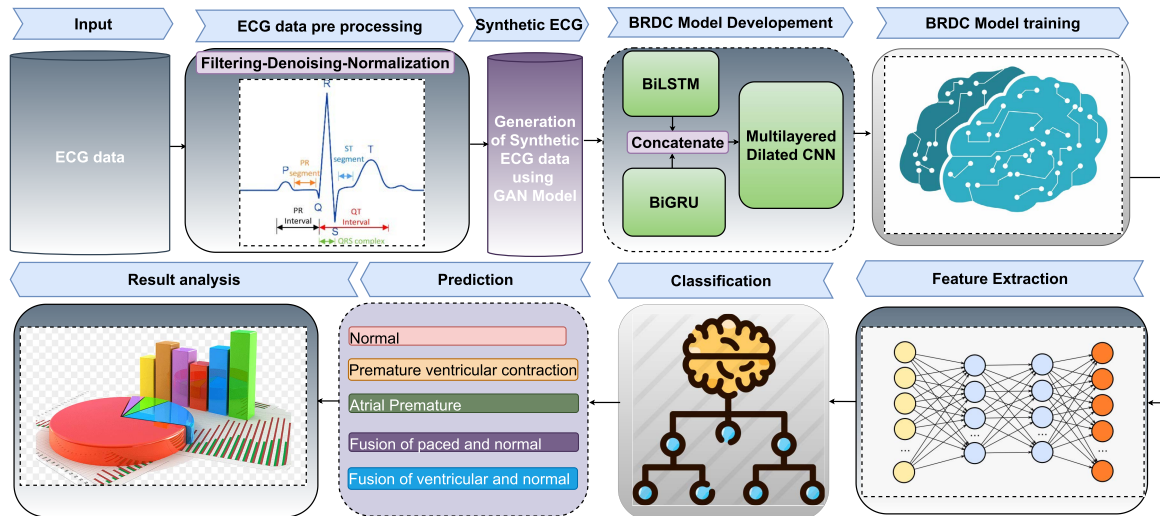 Input
ECG data pre processing
Synthetic ECG
BRDC Model Developement
BRDC Model training
ECG data
Filtering-Denoising-Normalization
R
P
PR
segment
ST
segment
T
Q
S
PR
Interval
QT
Interval
QRS complex
Generation
of Synthetic
ECG data
using
GAN Model
BiLSTM
Concatenate
BiGRU
Multilayered
Dilated CNN
Result analysis
Prediction
Classification
Feature Extraction
Normal
Premature ventricular contraction
Atrial Premature
Fusion of paced and normal
Fusion of ventricular and normal
...
...
...
...